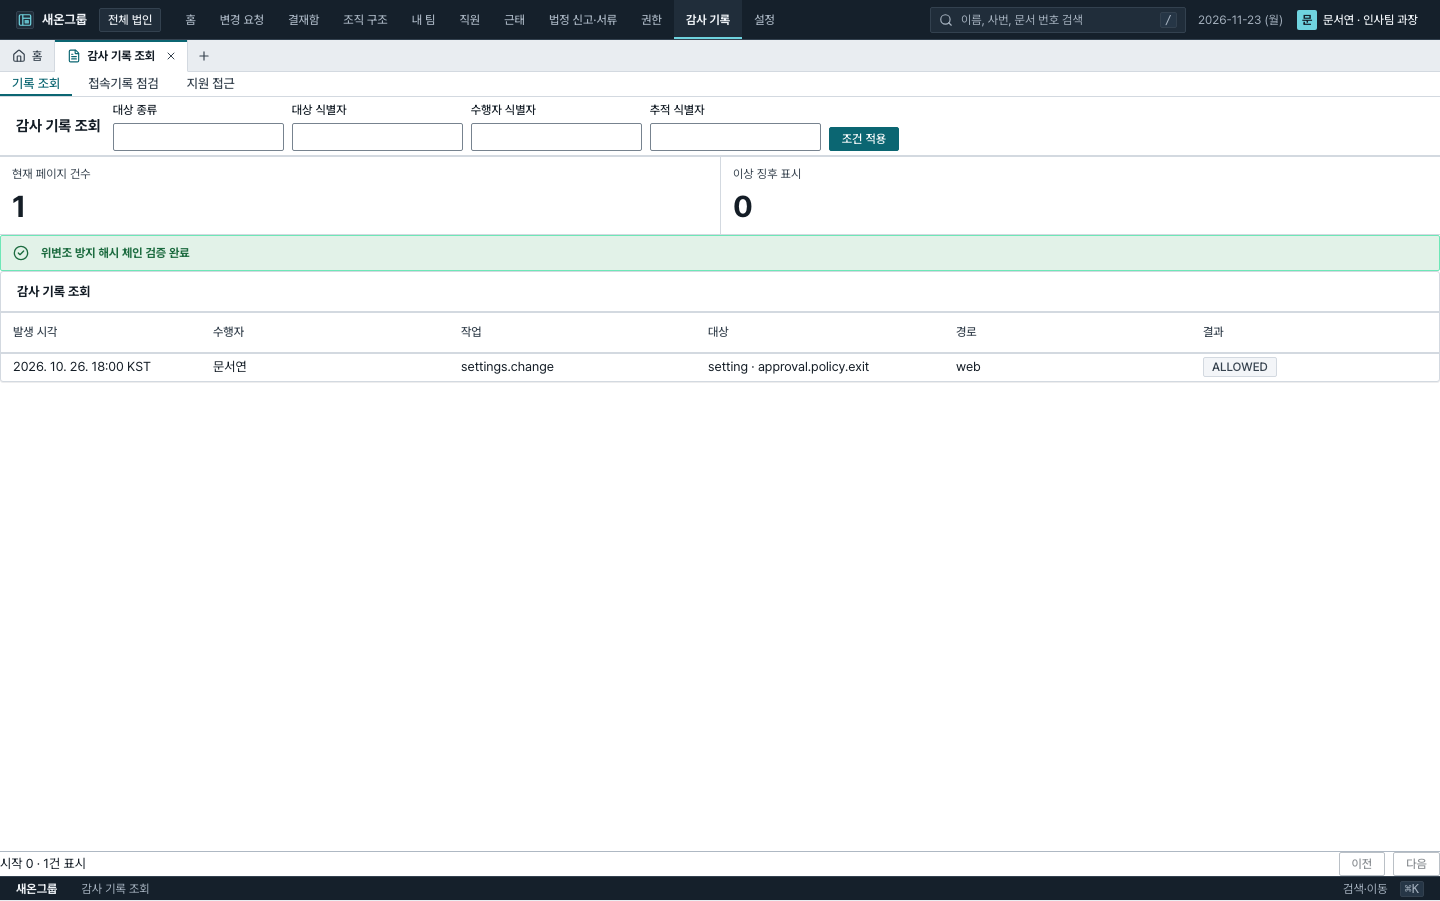 새온그룹 전체 법인 홈 변경 요청 결재함 조직 구조 내 팀 직원 근태 법정 신고·서류 권한 감사 기록 설정 이름, 사번, 문서 번호 검색 / 2026-11-23 (월) 문 문서연 · 인사팀 과장
홈 감사 기록 조회
기록 조회 접속기록 점검 지원 접근
감사 기록 조회
대상 종류 대상 식별자 수행자 식별자 추적 식별자
조건 적용
현재 페이지 건수
1
이상 징후 표시
0
위변조 방지 해시 체인 검증 완료
감사 기록 조회
발생 시각 수행자 작업 대상 경로 결과
2026. 10. 26. 18:00 KST 문서연 settings.change setting · approval.policy.exit web ALLOWED
시작 0 · 1건 표시 이전 다음
새온그룹 감사 기록 조회 검색·이동 ⌘K